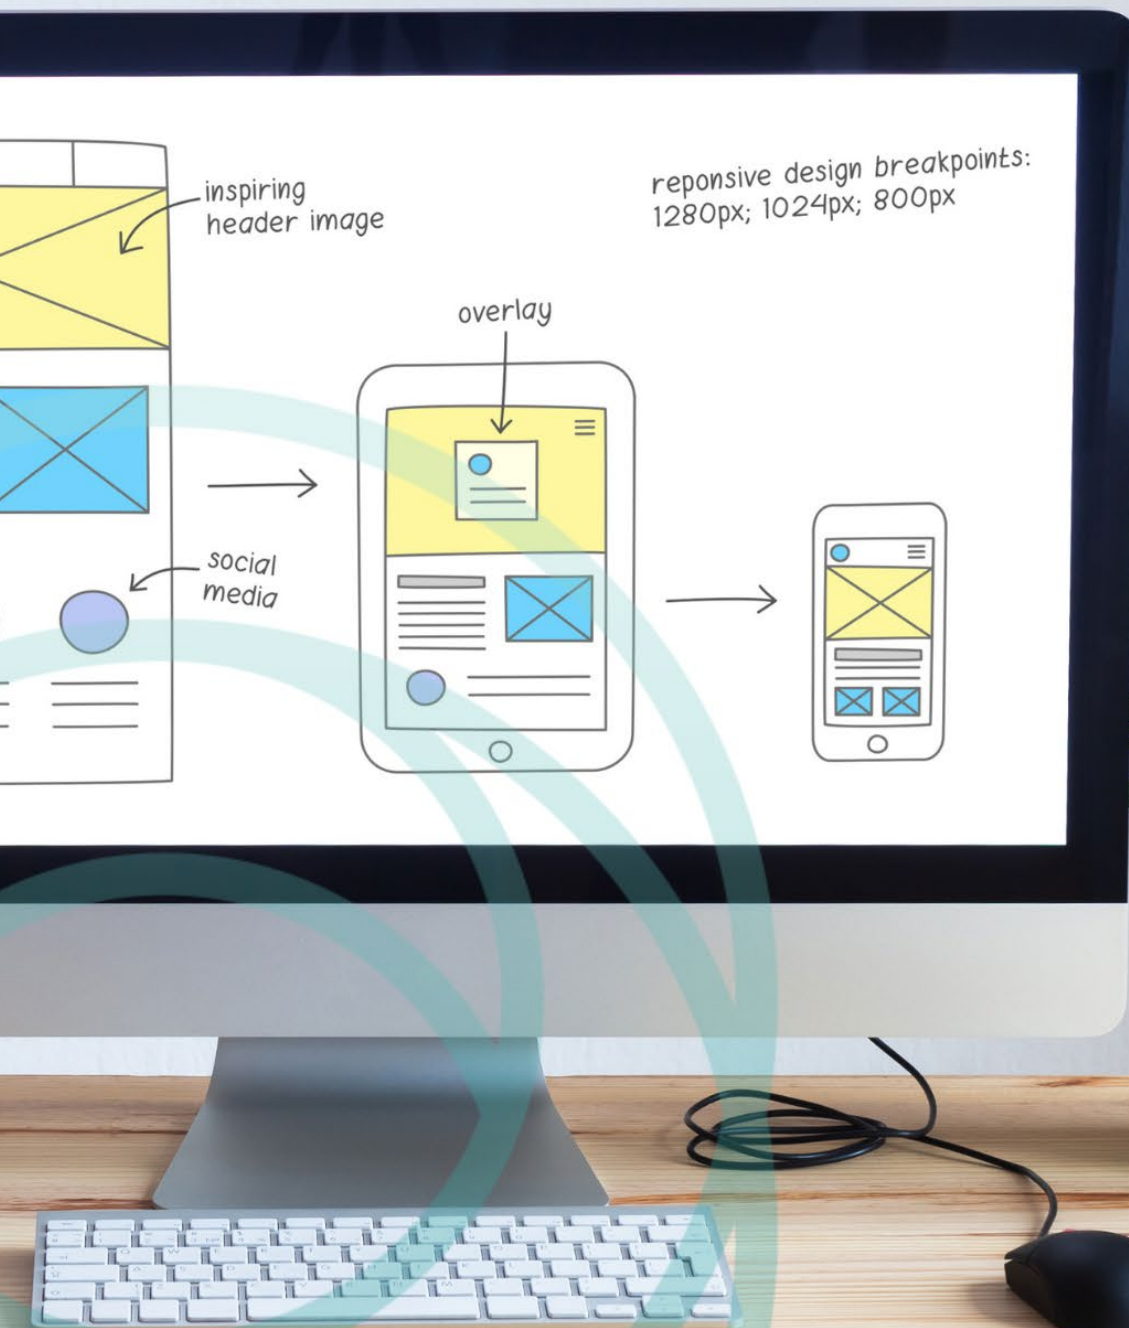 inspiring
header image
reponsive design breakpoints:
1280px; 1024px; 800px
overlay
social
media